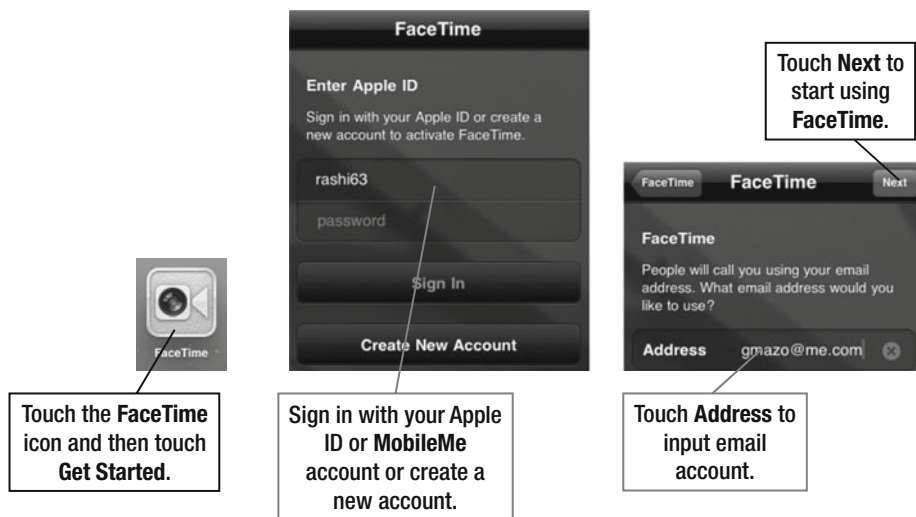 FaceTime
Enter Apple ID
Sign in with your Apple ID or create a
new account to activate FaceTime.
rashi63
password
Sign In
Create New Account
Touch Next to
start using
FaceTime.
FaceTime
FaceTime
Next
FaceTime
People will call you using your email
address. What email address would you
like to use?
Address
gmazo@me.com
FaceTime
Touch the FaceTime
icon and then touch
Get Started.
Sign in with your Apple
ID or MobileMe
account or create a
new account.
Touch Address to
input email
account.